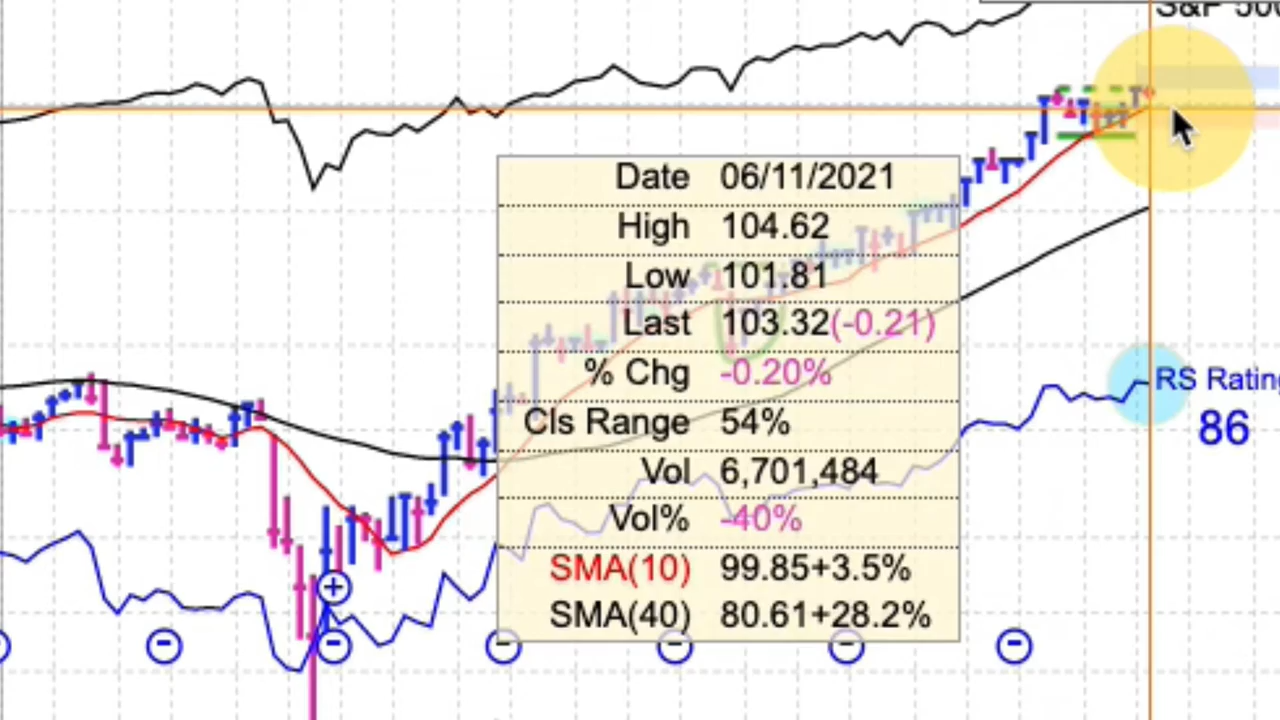 S&P 500
Date 06/11/2021
High 104.62
Low 101.81
Last 103.32(-0.21)
% Chg -0.20%
Cls Range 54%
Vol 6,701,484
Vol% -40%
SMA(10) 99.85+3.5%
SMA(40) 80.61+28.2%
RS Rating
86